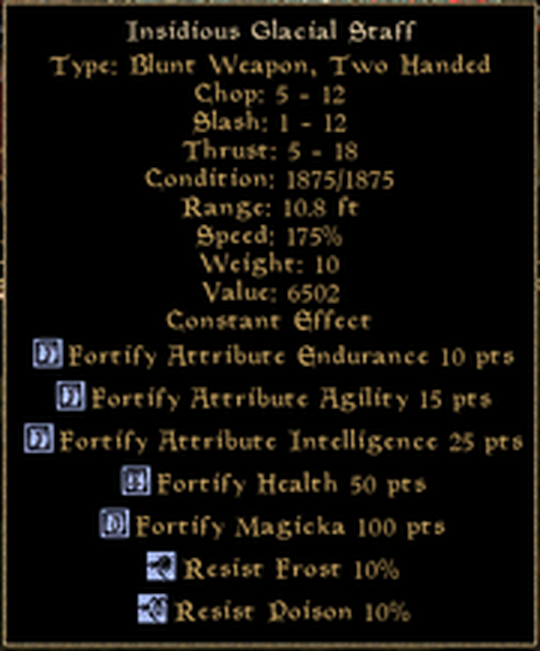 Insidious Glacial Staff
Type: Blunt Weapon, Two Handed
Chop: 5 - 12
Slash: 1 - 12
Thrust: 5 - 18
Condition: 1875/1875
Range: 10.8 ft
Speed: 175%
Weight: 10
Value: 6502
Constant Effect
Fortify Attribute Endurance 10 pts
Fortify Attribute Agility 15 pts
Fortify Attribute Intelligence 25 pts
Fortify Health 50 pts
Fortify Magicka 100 pts
Resist Frost 10%
Resist Poison 10%